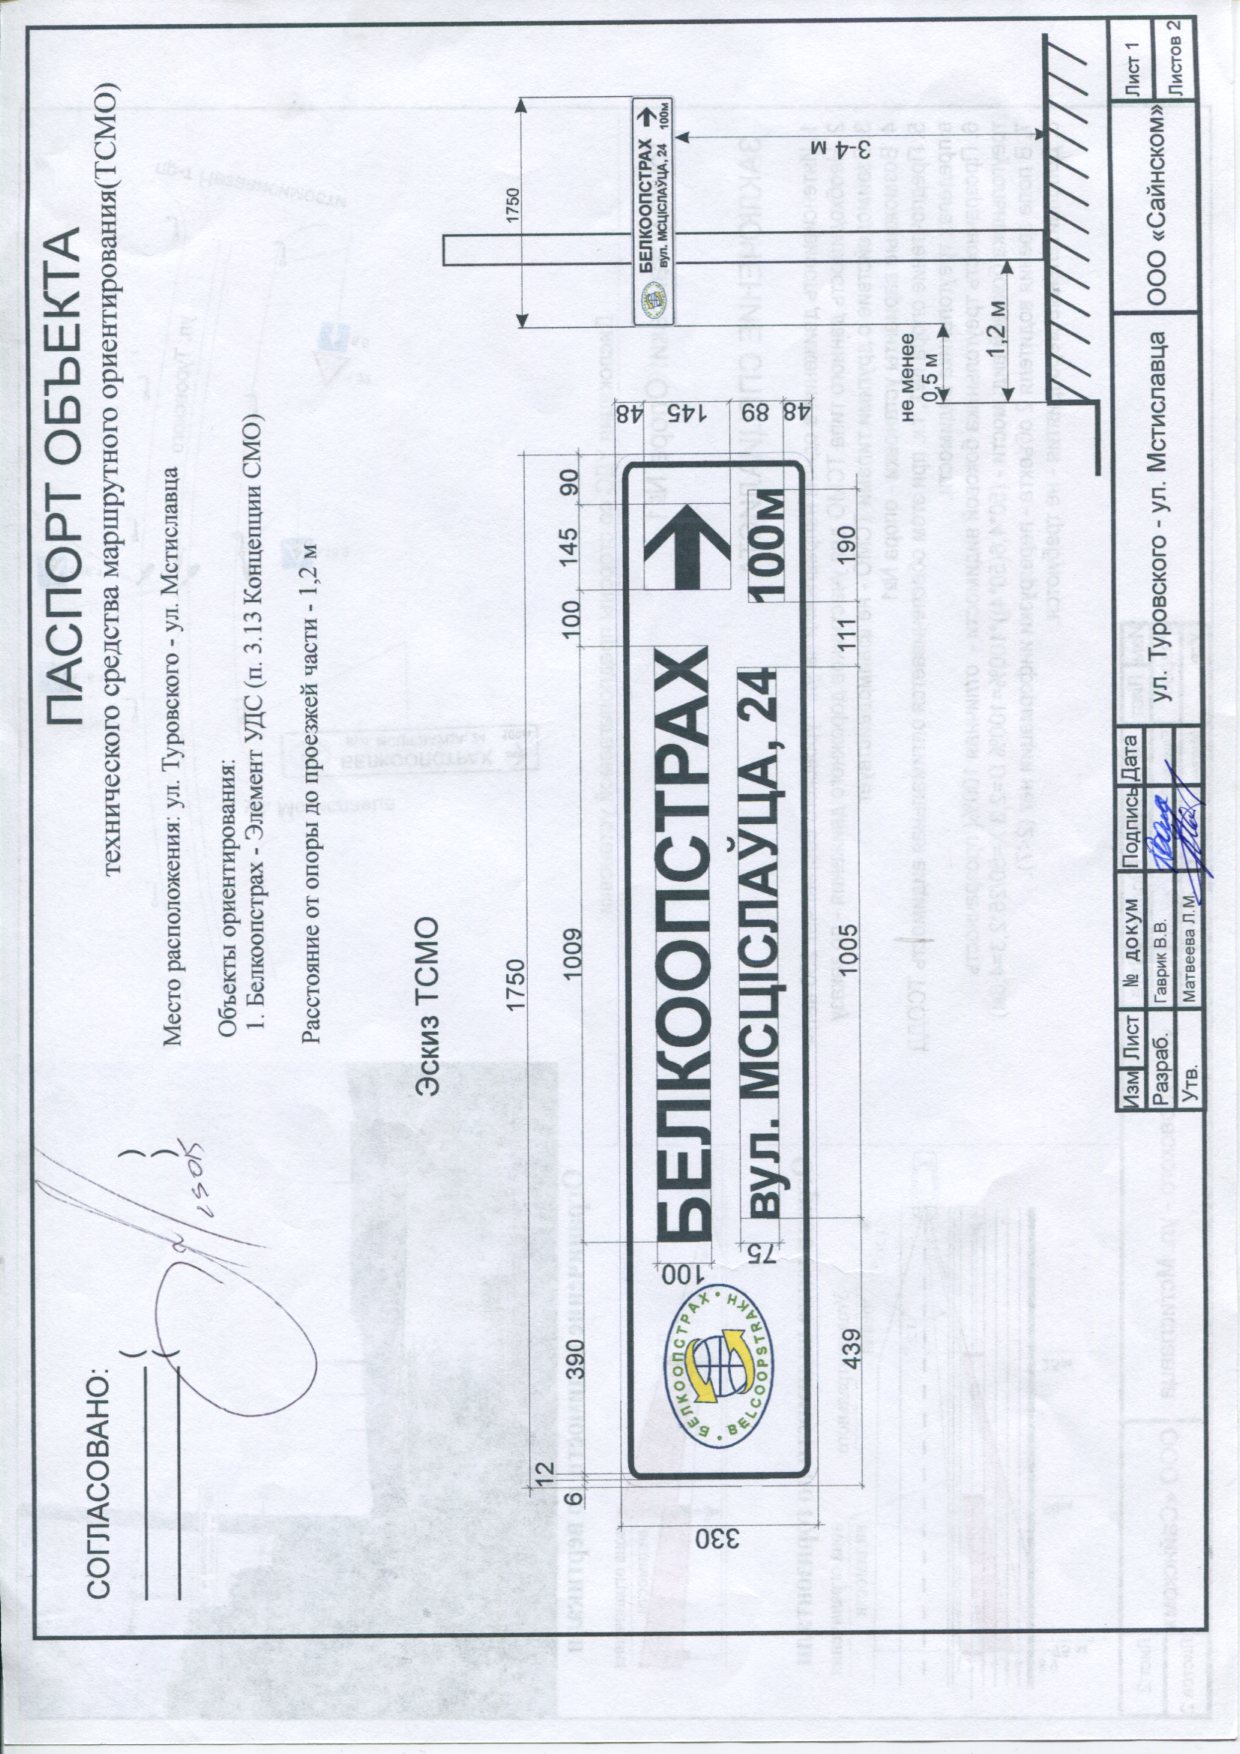 СОГЛАСОВАНО:
( )
( )
ПАСПОРТ ОБЪЕКТА
технического средства маршрутного ориентирования(ТСМО)
Место расположения: ул. Туровского - ул. Мстиславца
Объекты ориентирования:
1. Белкоопстрах - Элемент УДС (п. 3.13 Концепции СМО)
Расстояние от опоры до проезжей части - 1,2 м
Эскиз ТСМО
1750
12
6
390
1009
100
145
90
БЕЛКООПСТРАХ • BELCOOPSTRAKH •
БЕЛКООПСТРАХ
вул. МСЦІСЛАЎЦА, 24
100м
100
75
330
48
145
89
48
439
1005
111
190
1750
БЕЛКООПСТРАХ
вул. МСЦІСЛАЎЦА, 24 100м
3-4 м
не менее
0,5 м
1,2 м
Изм Лист № докум Подпись Дата
Разраб. Гаврик В.В.
Утв. Матвеева Л.М.
ул. Туровского - ул. Мстиславца
ООО «Сайнском»
Лист 1
Листов 2